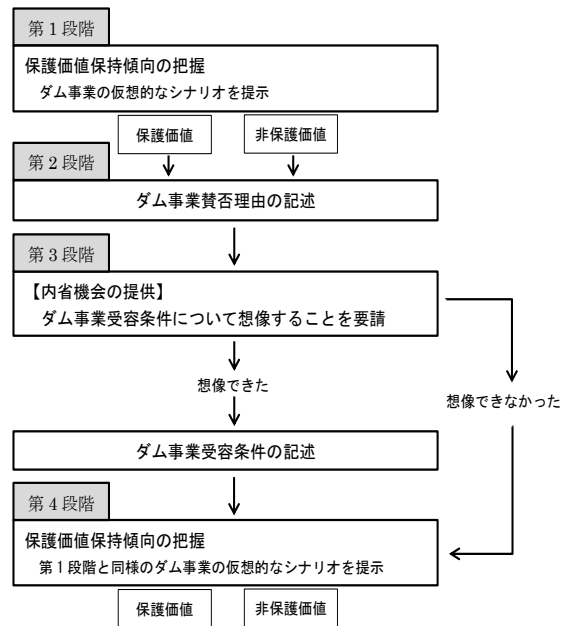 第1段階
保護価値保持傾向の把握
ダム事業の仮想的なシナリオを提示
保護価値
非保護価値
第2段階
ダム事業賛否理由の記述
第3段階
【内省機会の提供】
ダム事業受容条件について想像することを要請
想像できた
想像できなかった
ダム事業受容条件の記述
第4段階
保護価値保持傾向の把握
第1段階と同様のダム事業の仮想的なシナリオを提示
保護価値
非保護価値